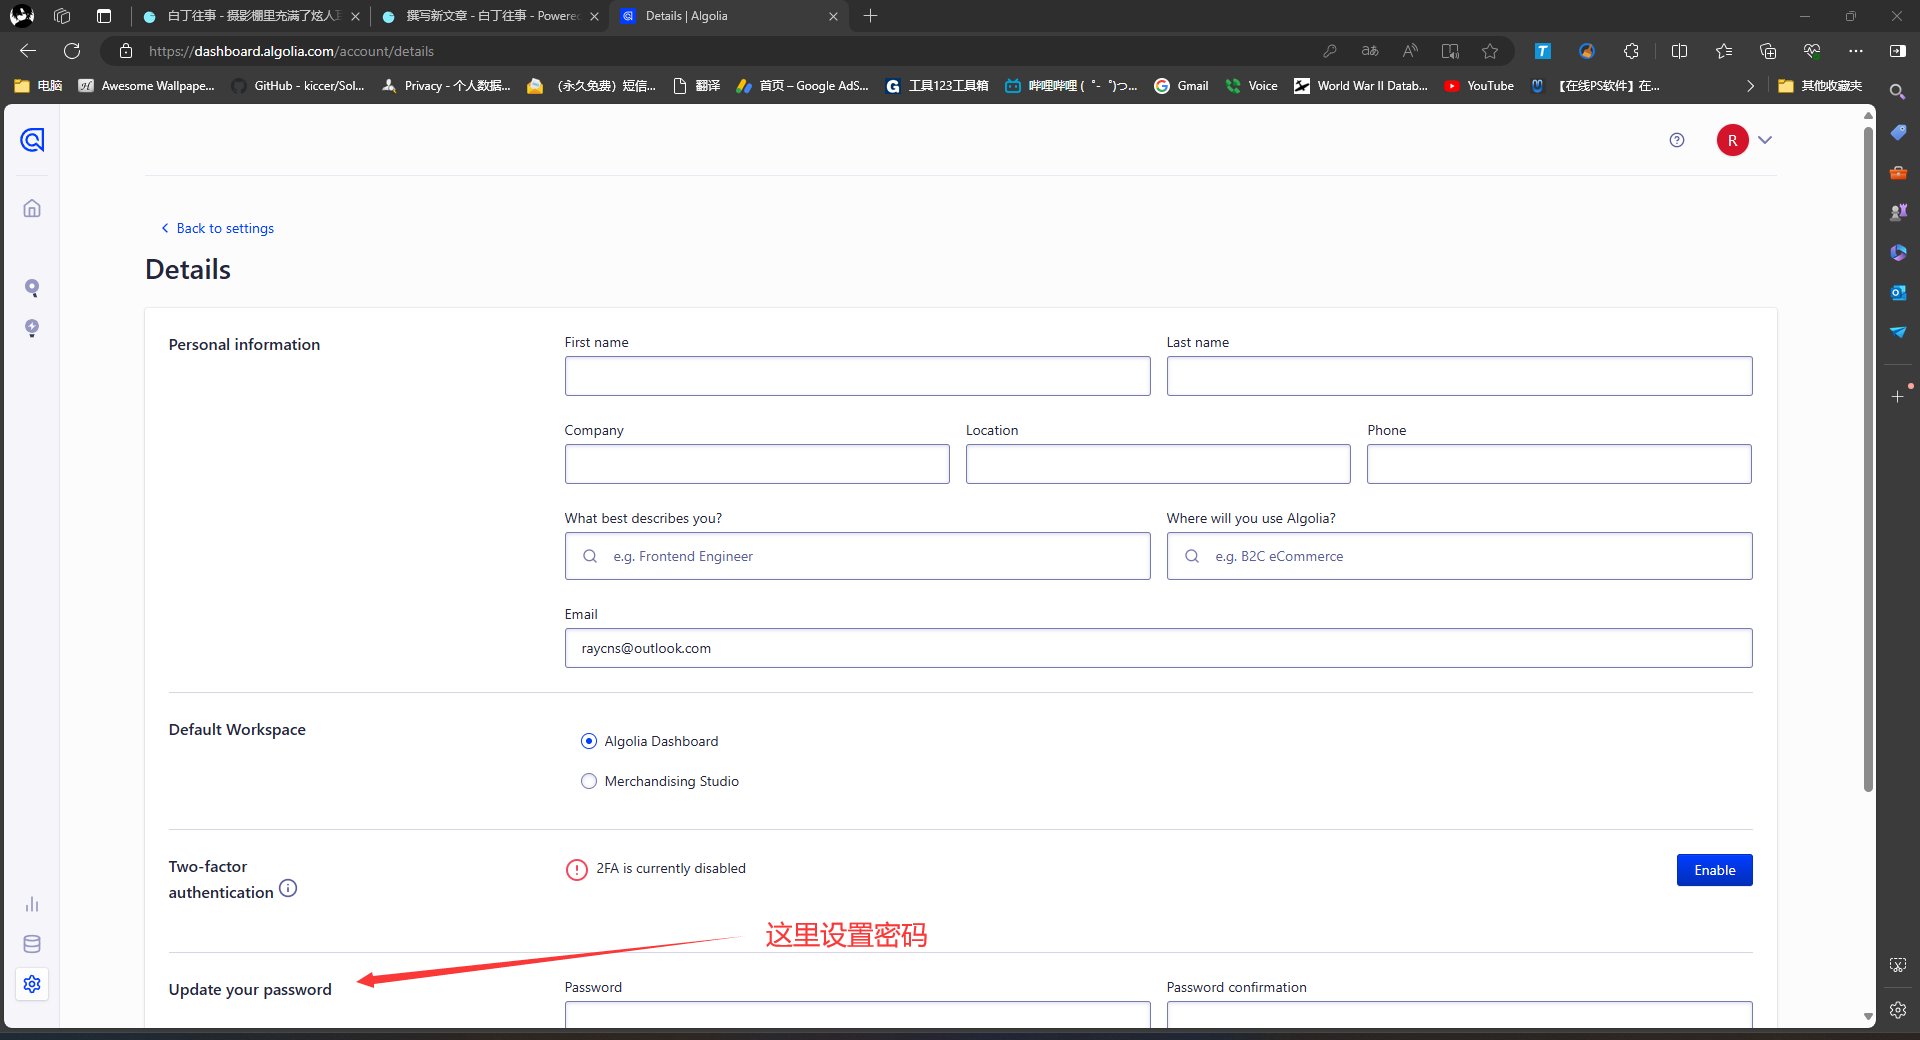 白丁往事 - 摄影棚里充满了炫人耳
撰写新文章 - 白丁往事 - Powere
Details | Algolia
https://dashboard.algolia.com/account/details
电脑
Awesome Wallpape...
GitHub - kiccer/Sol...
Privacy - 个人数据...
（永久免费）短信...
翻译
首页 – Google AdS...
工具123工具箱
哔哩哔哩 ( ゜- ゜)つ...
Gmail
Voice
World War II Datab...
YouTube
【在线PS软件】在...
其他收藏夹
R
Back to settings
Details
Personal information
First name
Last name
Company
Location
Phone
What best describes you?
Where will you use Algolia?
e.g. Frontend Engineer
e.g. B2C eCommerce
Email
raycns@outlook.com
Default Workspace
Algolia Dashboard
Merchandising Studio
Two-factor
authentication
2FA is currently disabled
Enable
这里设置密码
Update your password
Password
Password confirmation